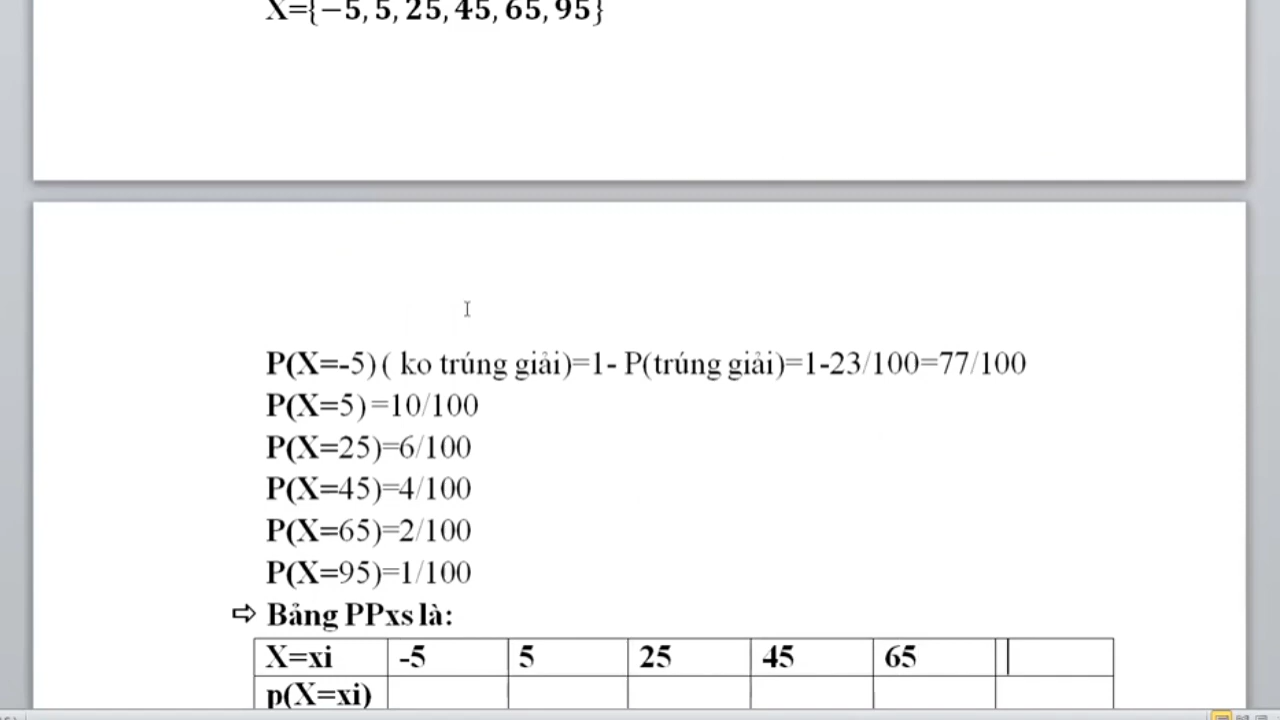 X={−5, 5, 25, 45, 65, 95}
P(X=-5) ( ko trúng giải)=1- P(trúng giải)=1-23/100=77/100
P(X=5) =10/100
P(X=25)=6/100
P(X=45)=4/100
P(X=65)=2/100
P(X=95)=1/100
⇨ Bảng PPxs là:
X=xi -5 5 25 45 65
p(X=xi)